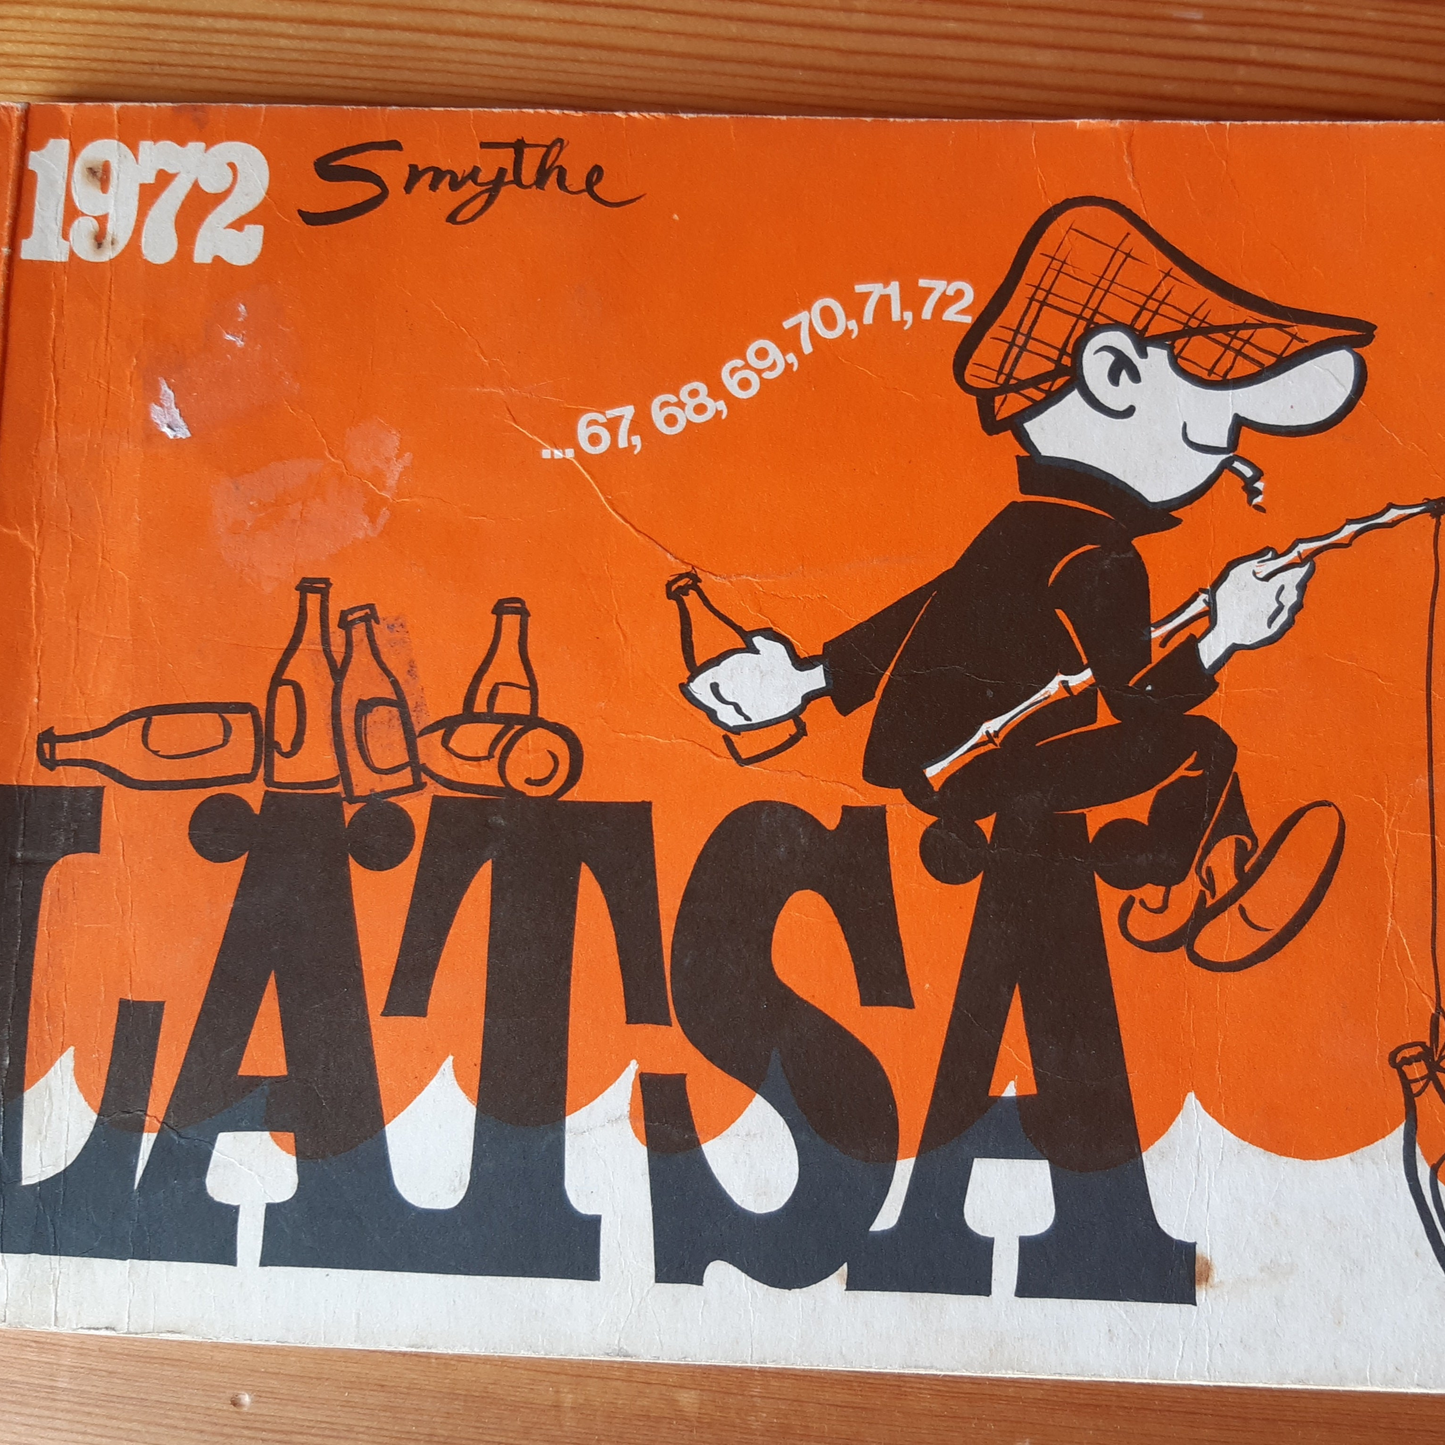 1972 Smythe
...67, 68, 69, 70, 71, 72
LÄTSÄ